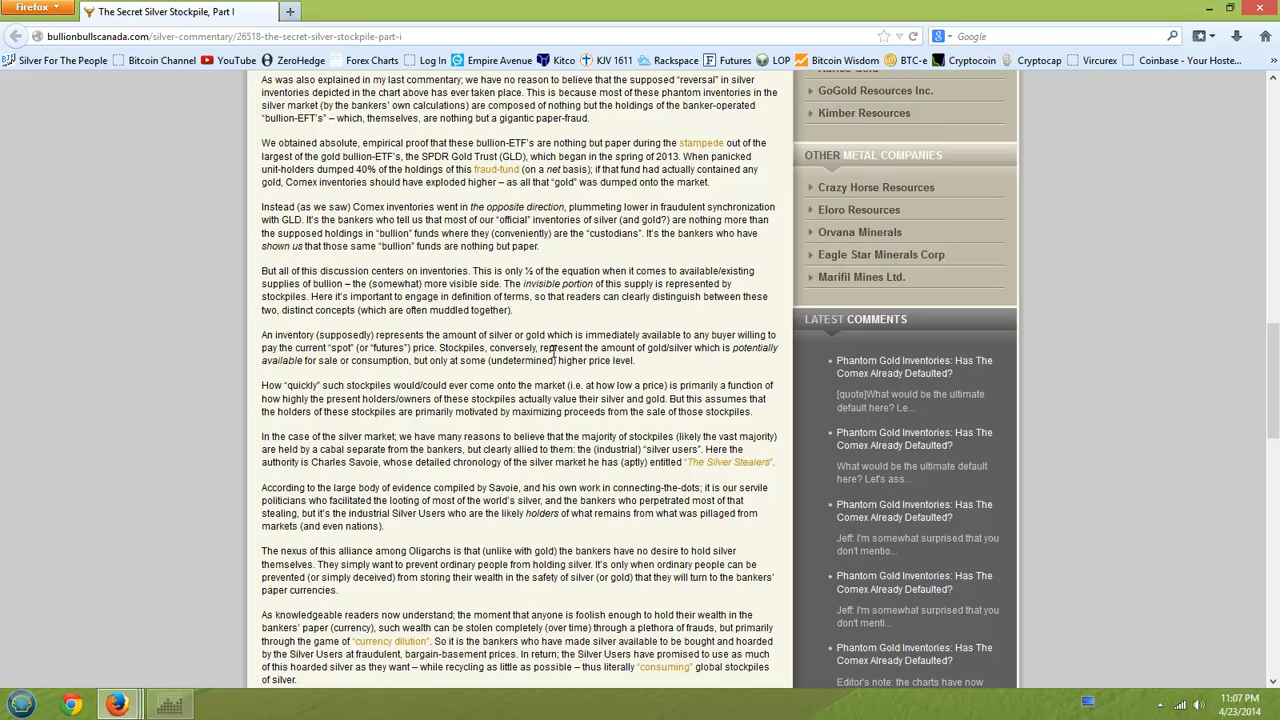 Firefox
The Secret Silver Stockpile, Part I
bullionbullscanada.com/silver-commentary/26518-the-secret-silver-stockpile-part-i
Google
Silver For The People
Bitcoin Channel
YouTube
ZeroHedge
Forex Charts
Log In
Empire Avenue
Kitco
KJV 1611
Rackspace
Futures
LOP
Bitcoin Wisdom
BTC-e
Cryptocoin
Cryptocap
Vircurex
Coinbase - Your Hoste...
As was also explained in my last commentary; we have no reason to believe that the supposed “reversal” in silver
inventories depicted in the chart above has ever taken place. This is because most of these phantom inventories in the
silver market (by the bankers’ own calculations) are composed of nothing but the holdings of the banker-operated
“bullion-EFT’s” – which, themselves, are nothing but a gigantic paper-fraud.
We obtained absolute, empirical proof that these bullion-ETF’s are nothing but paper during the stampede out of the
largest of the gold bullion-ETF’s, the SPDR Gold Trust (GLD), which began in the spring of 2013. When panicked
unit-holders dumped 40% of the holdings of this fraud-fund (on a net basis); if that fund had actually contained any
gold, Comex inventories should have exploded higher – as all that “gold” was dumped onto the market.
Instead (as we saw) Comex inventories went in the opposite direction, plummeting lower in fraudulent synchronization
with GLD. It’s the bankers who tell us that most of our “official” inventories of silver (and gold?) are nothing more than
the supposed holdings in “bullion” funds where they (conveniently) are the “custodians”. It’s the bankers who have
shown us that those same “bullion” funds are nothing but paper.
But all of this discussion centers on inventories. This is only ½ of the equation when it comes to available/existing
supplies of bullion – the (somewhat) more visible side. The invisible portion of this supply is represented by
stockpiles. Here it’s important to engage in definition of terms, so that readers can clearly distinguish between these
two, distinct concepts (which are often muddled together).
An inventory (supposedly) represents the amount of silver or gold which is immediately available to any buyer willing to
pay the current “spot” (or “futures”) price. Stockpiles, conversely, represent the amount of gold/silver which is potentially
available for sale or consumption, but only at some (undetermined) higher price level.
How “quickly” such stockpiles would/could ever come onto the market (i.e. at how low a price) is primarily a function of
how highly the present holders/owners of these stockpiles actually value their silver and gold. But this assumes that
the holders of these stockpiles are primarily motivated by maximizing proceeds from the sale of those stockpiles.
In the case of the silver market; we have many reasons to believe that the majority of stockpiles (likely the vast majority)
are held by a cabal separate from the bankers, but clearly allied to them: the (industrial) “silver users”. Here the
authority is Charles Savoie, whose detailed chronology of the silver market he has (aptly) entitled “The Silver Stealers”.
According to the large body of evidence compiled by Savoie, and his own work in connecting-the-dots; it is our servile
politicians who facilitated the looting of most of the world’s silver, and the bankers who perpetrated most of that
stealing, but it’s the industrial Silver Users who are the likely holders of what remains from what was pillaged from
markets (and even nations).
The nexus of this alliance among Oligarchs is that (unlike with gold) the bankers have no desire to hold silver
themselves. They simply want to prevent ordinary people from holding silver. It’s only when ordinary people can be
prevented (or simply deceived) from storing their wealth in the safety of silver (or gold) that they will turn to the bankers’
paper currencies.
As knowledgeable readers now understand; the moment that anyone is foolish enough to hold their wealth in the
bankers’ paper (currency), such wealth can be stolen completely (over time) through a plethora of frauds, but primarily
through the game of “currency dilution”. So it is the bankers who have made silver available to be bought and hoarded
by the Silver Users at fraudulent, bargain-basement prices. In return; the Silver Users have promised to use as much
of this hoarded silver as they want – while recycling as little as possible – thus literally “consuming” global stockpiles
of silver.
GoGold Resources Inc.
Kimber Resources
OTHER METAL COMPANIES
Crazy Horse Resources
Eloro Resources
Orvana Minerals
Eagle Star Minerals Corp
Marifil Mines Ltd.
LATEST COMMENTS
Phantom Gold Inventories: Has The
Comex Already Defaulted?
[quote]What would be the ultimate
default here? Le...
Phantom Gold Inventories: Has The
Comex Already Defaulted?
What would be the ultimate default
here? Let's ass...
Phantom Gold Inventories: Has The
Comex Already Defaulted?
Jeff: I'm somewhat surprised that you
don't mentio...
Phantom Gold Inventories: Has The
Comex Already Defaulted?
Jeff: I'm somewhat surprised that you
don't menti...
Phantom Gold Inventories: Has The
Comex Already Defaulted?
Editor's note: the charts have now
11:07 PM
4/23/2014